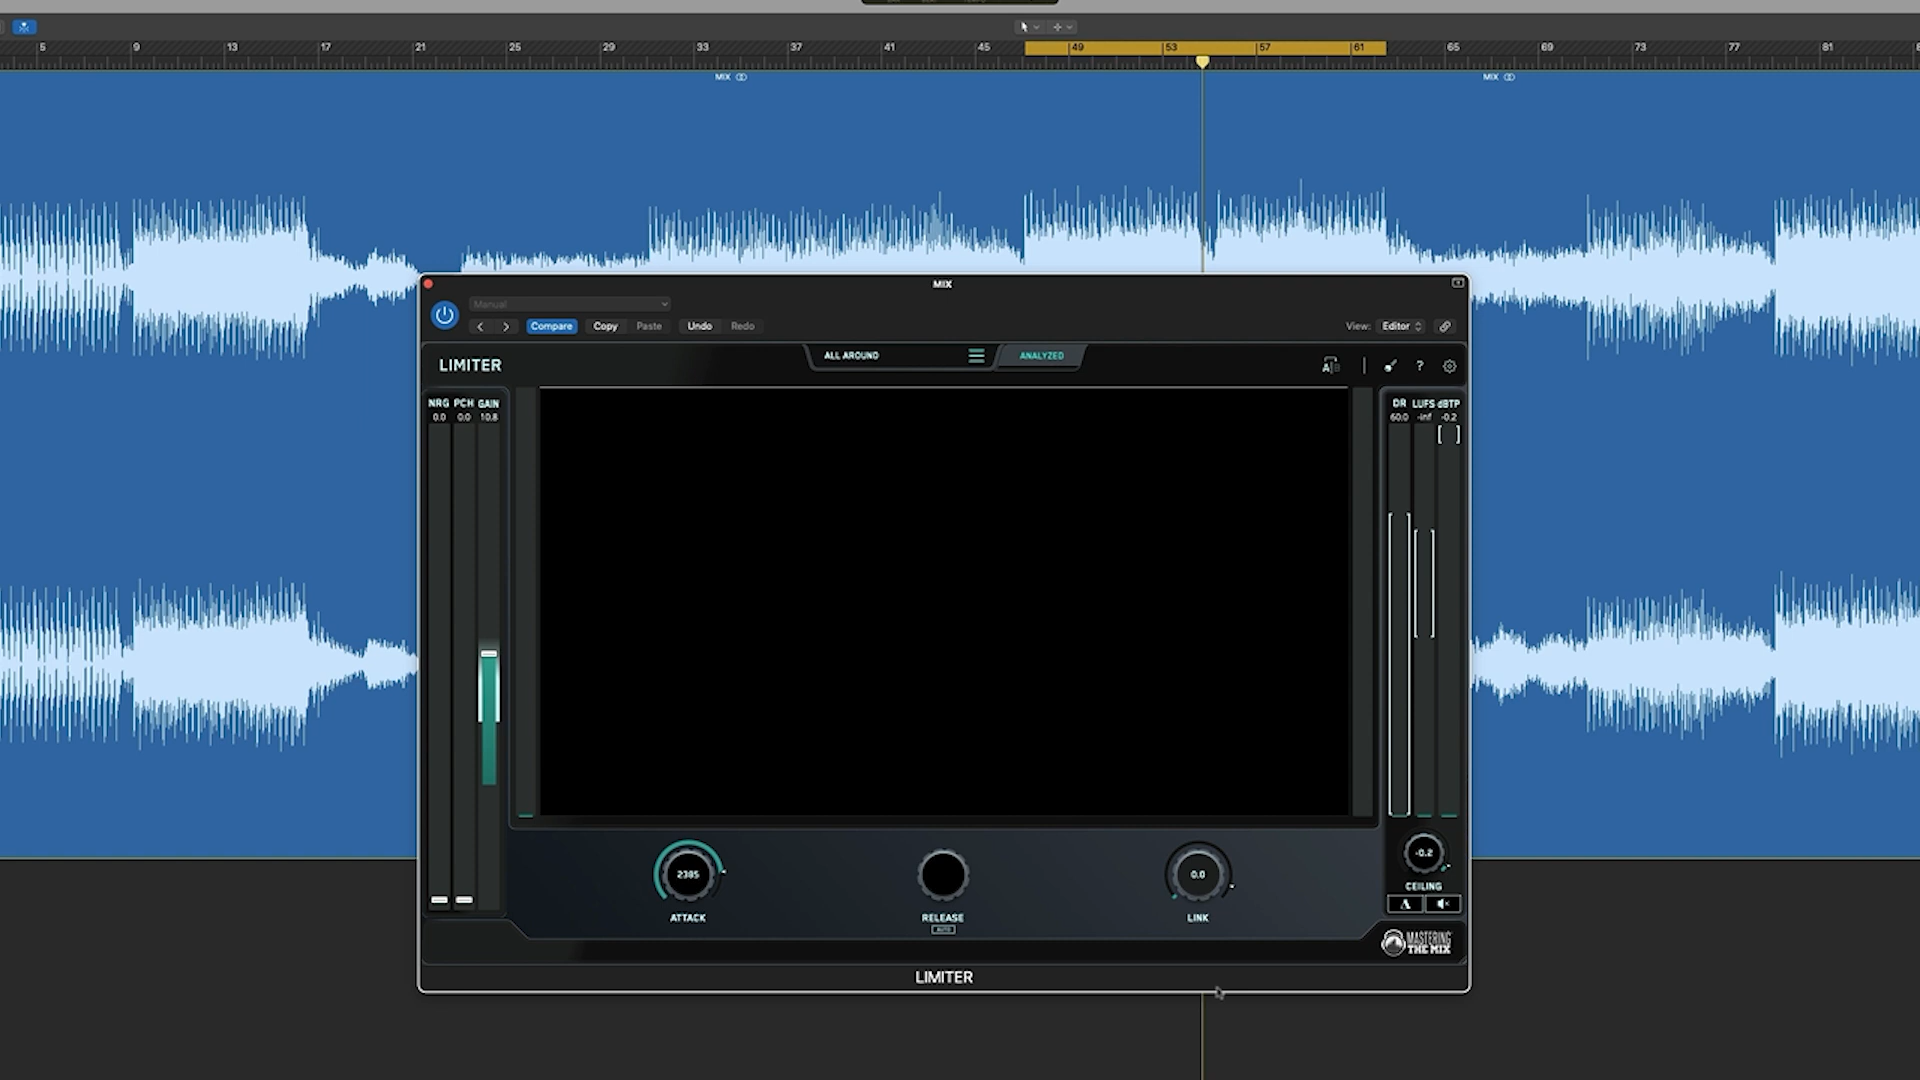 5 9 13 17 21 25 29 33 37 41 45 49 53 57 61 65 69 73 77 81
MIX MIX
MIX
Manual
Compare Copy Paste Undo Redo View: Editor
LIMITER ALL AROUND ANALYZED A|B ?
NRG PCH GAIN DR LUFS dBTP
0.0 0.0 10.8 60.0 -inf -0.2
2385 0.0 -0.2
CEILING
A
ATTACK RELEASE LINK
AUTO
MASTERING
THE MIX
LIMITER